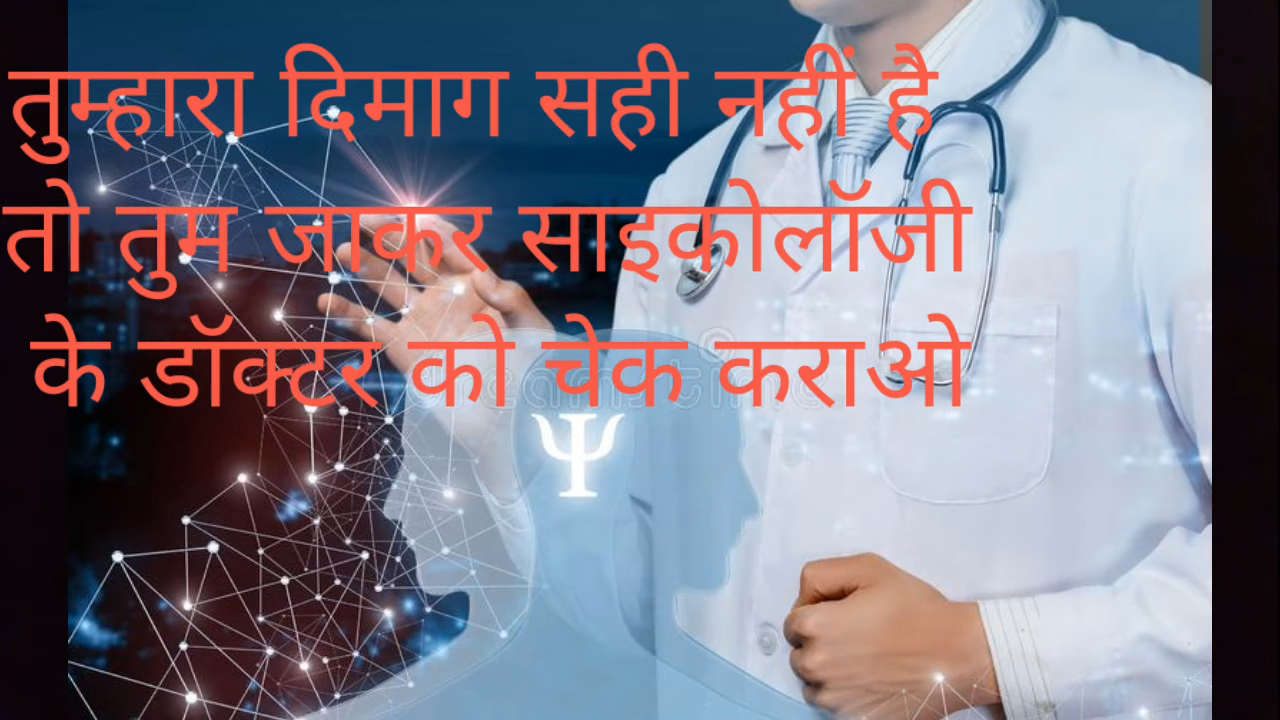 तुम्हारा दिमाग सही नहीं है
तो तुम जाकर साइकोलॉजी
के डॉक्टर को चेक कराओ
Ψ